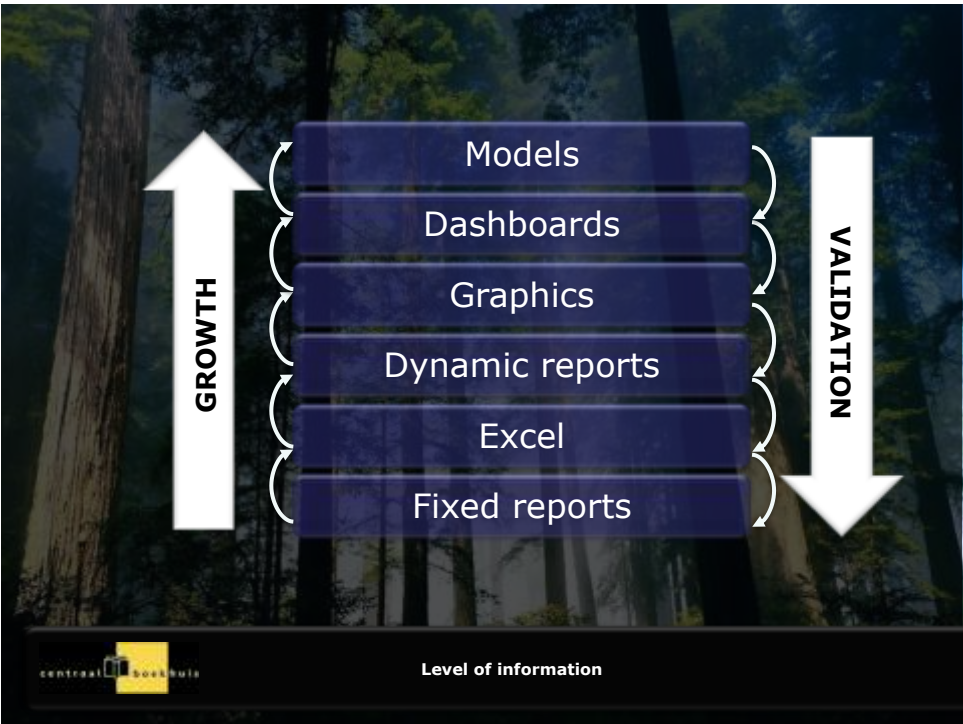 Models
Dashboards
Graphics
Dynamic reports
Excel
Fixed reports
GROWTH
VALIDATION
centraal boekhuis
Level of information